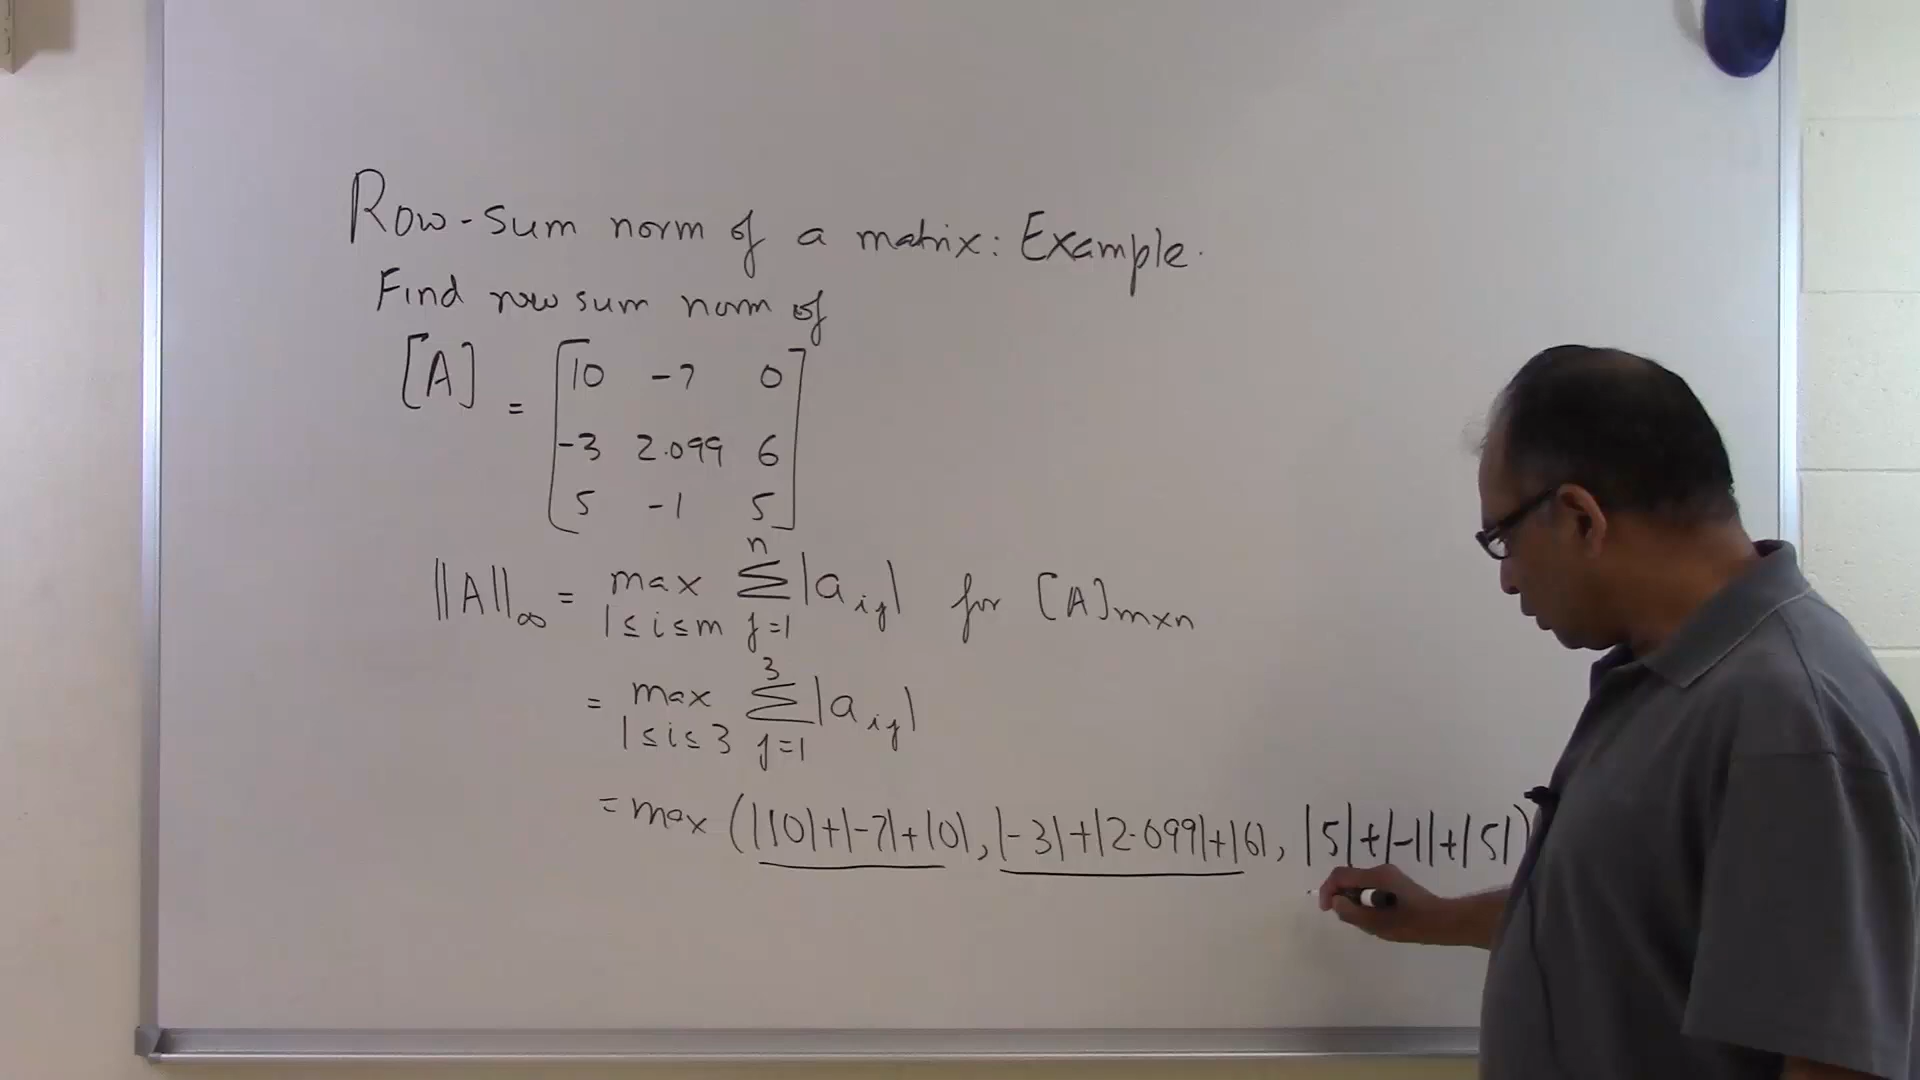 Row-sum norm of a matrix: Example.
Find row sum norm of
[A] = [10 -7 0
-3 2.099 6
5 -1 5]
||A||∞ = max 1≤i≤m n Σ j=1 |a ij| for [A]m×n
= max 1≤i≤3 3 Σ j=1 |a ij|
= max (|10|+|-7|+|0|, |-3|+|2.099|+|6|, |5|+|-1|+|5|)